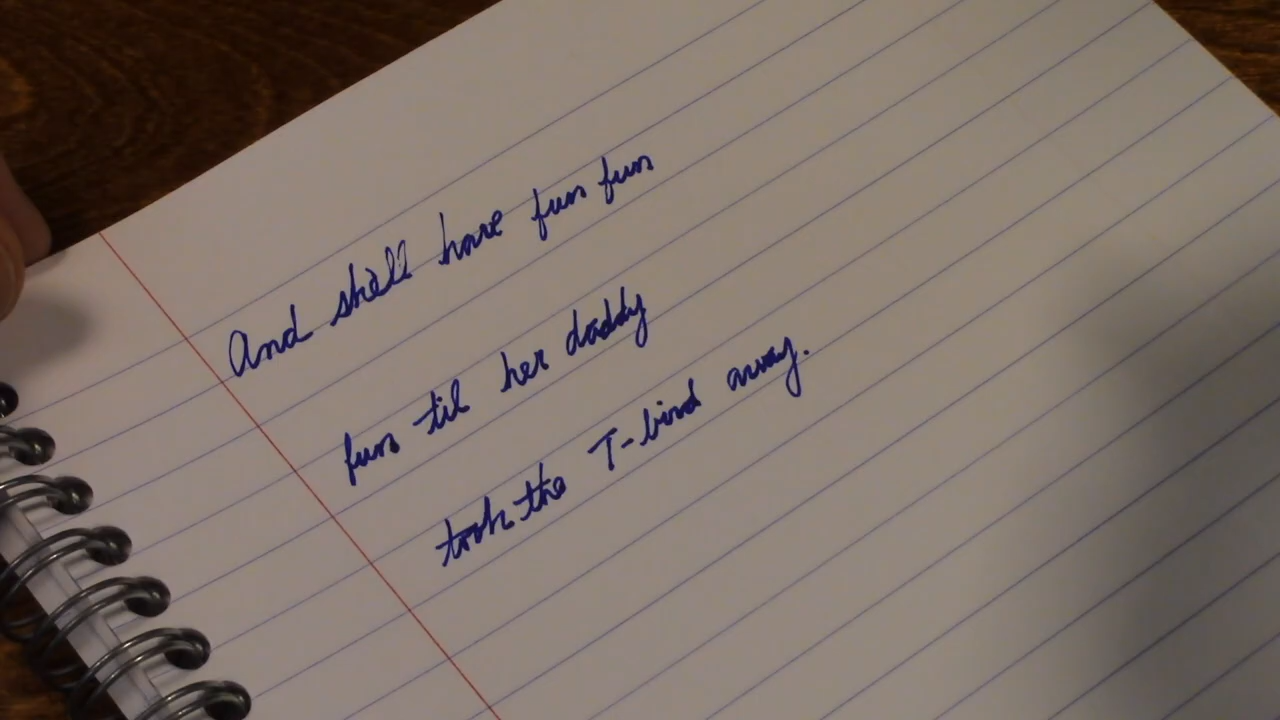 And she'll have fun fun
fun til her daddy
took the T-bird away.